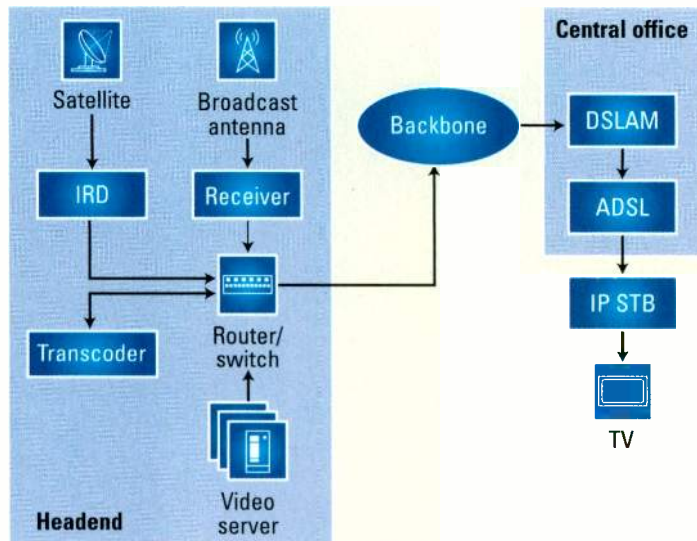 Central office
Satellite
Broadcast
antenna
Backbone
DSLAM
IRD
Receiver
ADSL
IP STB
Transcoder
Router/
switch
TV
Video
server
Headend